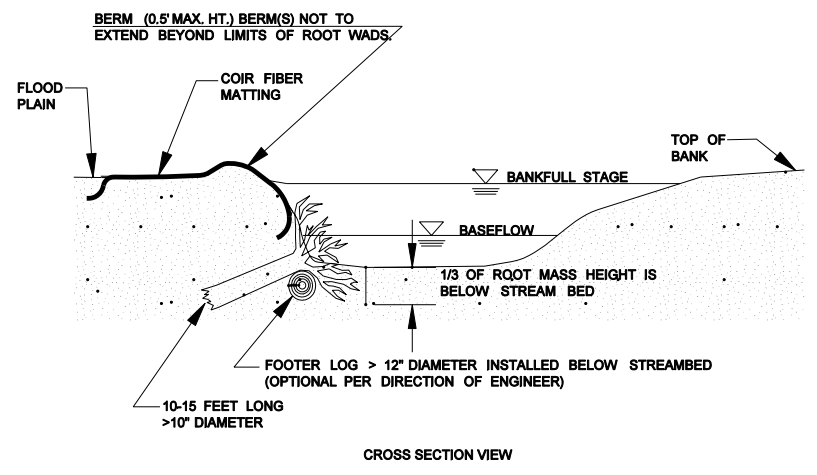 BERM (0.5' MAX. HT.) BERM(S) NOT TO
EXTEND BEYOND LIMITS OF ROOT WADS.
COIR FIBER
MATTING
FLOOD
PLAIN
TOP OF
BANK
BANKFULL STAGE
BASEFLOW
1/3 OF ROOT MASS HEIGHT IS
BELOW STREAM BED
FOOTER LOG > 12" DIAMETER INSTALLED BELOW STREAMBED
(OPTIONAL PER DIRECTION OF ENGINEER)
10-15 FEET LONG
>10" DIAMETER
CROSS SECTION VIEW